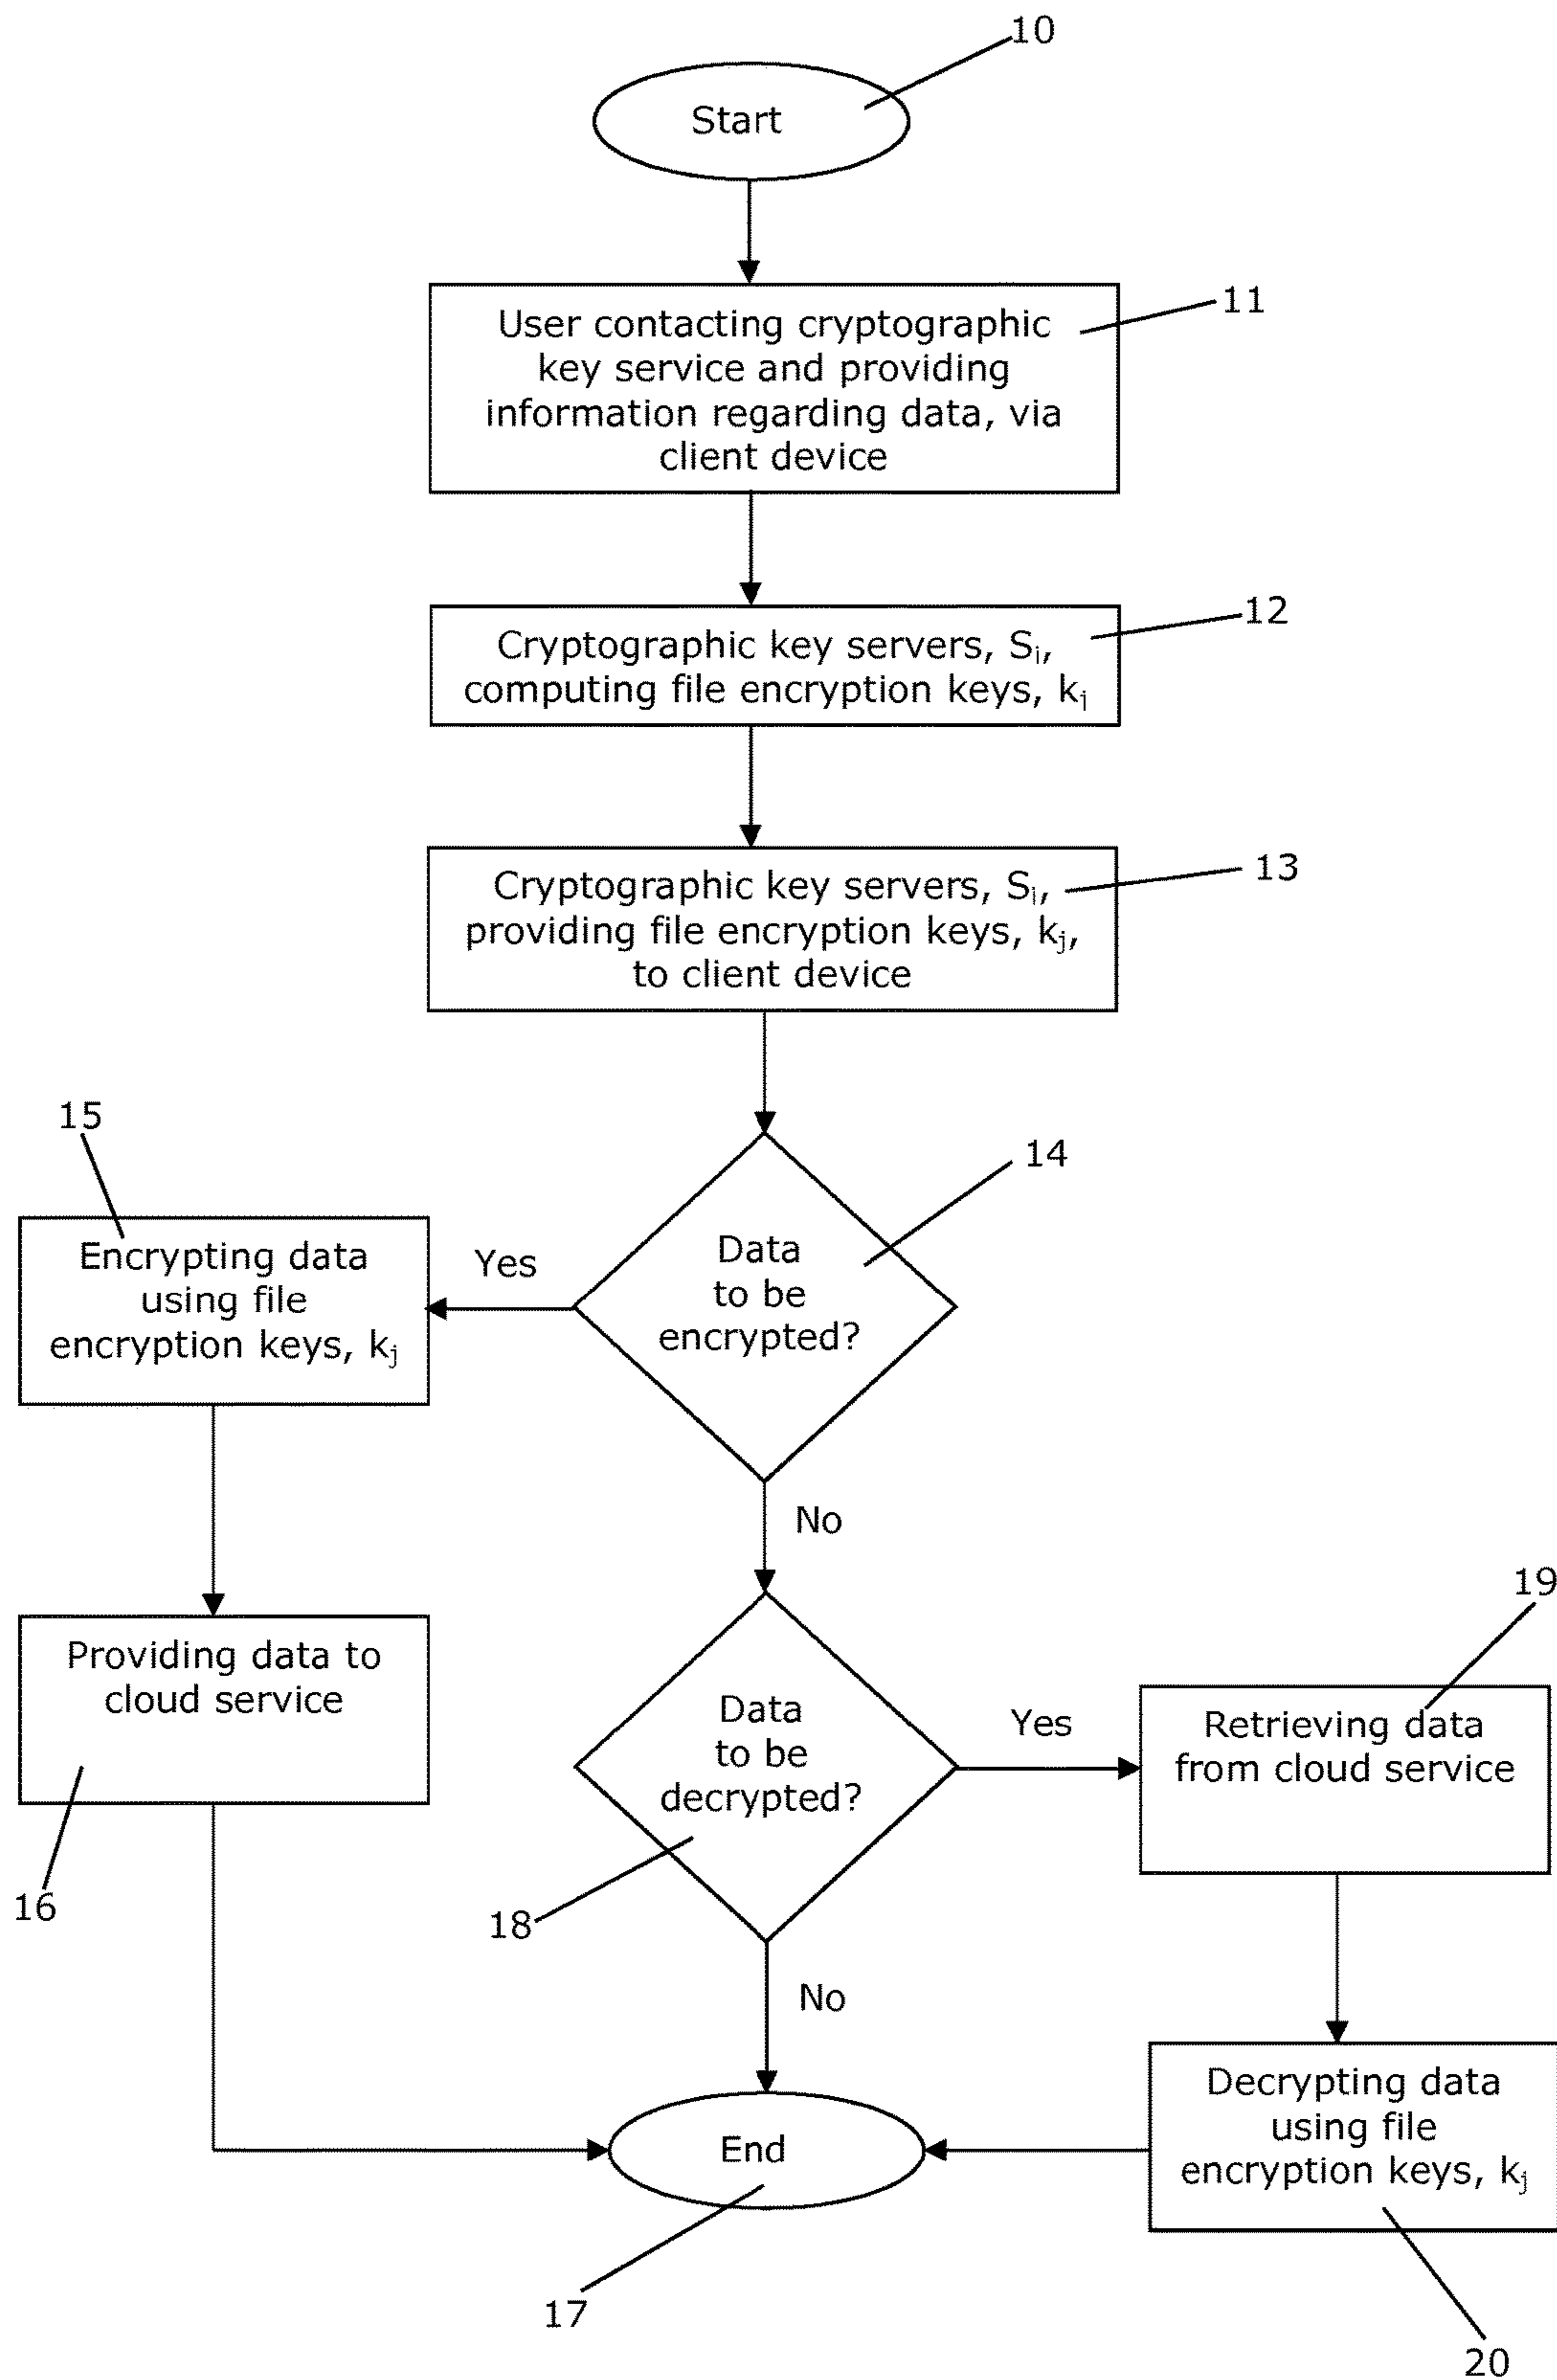 10
Start
11
User contacting cryptographic
key service and providing
information regarding data, via
client device
12
Cryptographic key servers, Sᵢ,
computing file encryption keys, kⱼ
13
Cryptographic key servers, Sᵢ,
providing file encryption keys, kⱼ,
to client device
15
14
Encrypting data
using file
encryption keys, kⱼ
Yes
Data
to be
encrypted?
No
19
Providing data to
cloud service
16
Data
to be
decrypted?
18
Yes
Retrieving data
from cloud service
No
Decrypting data
using file
encryption keys, kⱼ
End
17
20